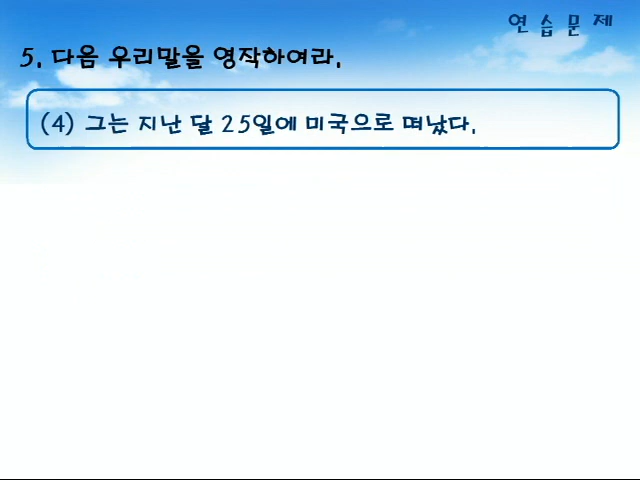 연 습 문 제
5. 다음 우리말을 영작하여라.
(4) 그는 지난 달 25일에 미국으로 떠났다.